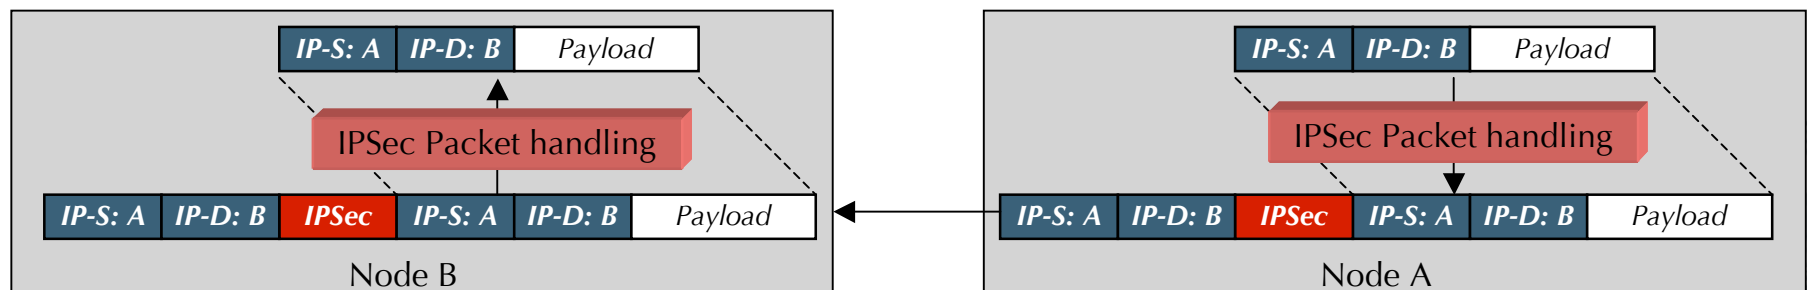 IP-S: A IP-D: B Payload
IPSec Packet handling
IP-S: A IP-D: B IPSec IP-S: A IP-D: B Payload
Node B
IP-S: A IP-D: B Payload
IPSec Packet handling
IP-S: A IP-D: B IPSec IP-S: A IP-D: B Payload
Node A